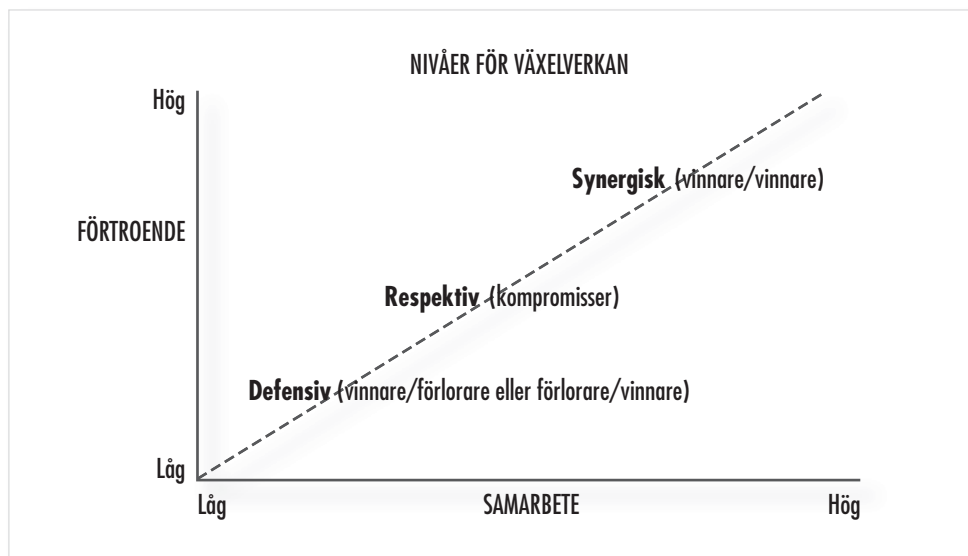 NIVÅER FÖR VÄXELVERKAN
Hög
Synergisk (vinnare/vinnare)
FÖRTROENDE
Respektiv (kompromisser)
Defensiv (vinnare/förlorare eller förlorare/vinnare)
Låg
Låg SAMARBETE Hög